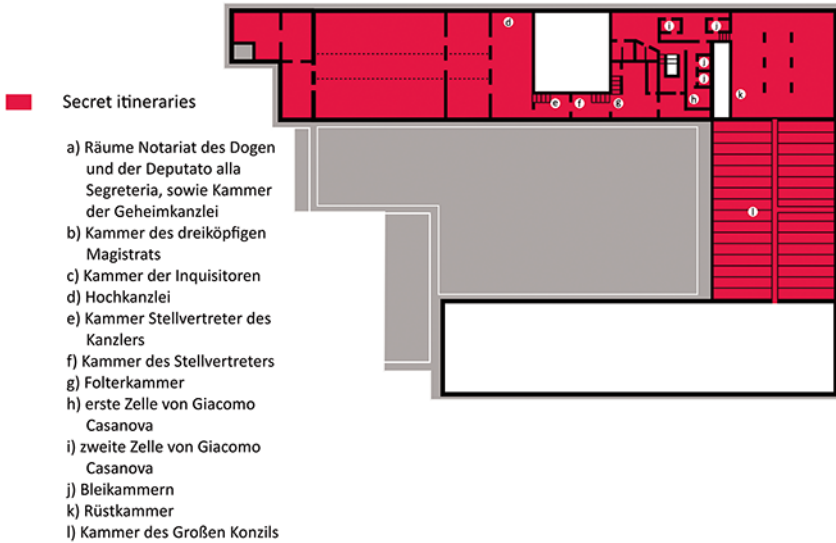 d
k
h
e
f
g
l
Secret itineraries
a) Räume Notariat des Dogen
und der Deputato alla
Segreteria, sowie Kammer
der Geheimkanzlei
b) Kammer des dreiköpfigen
Magistrats
c) Kammer der Inquisitoren
d) Hochkanzlei
e) Kammer Stellvertreter des
Kanzlers
f) Kammer des Stellvertreters
g) Folterkammer
h) erste Zelle von Giacomo
Casanova
i) zweite Zelle von Giacomo
Casanova
j) Bleikammern
k) Rüstkammer
l) Kammer des Großen Konzils